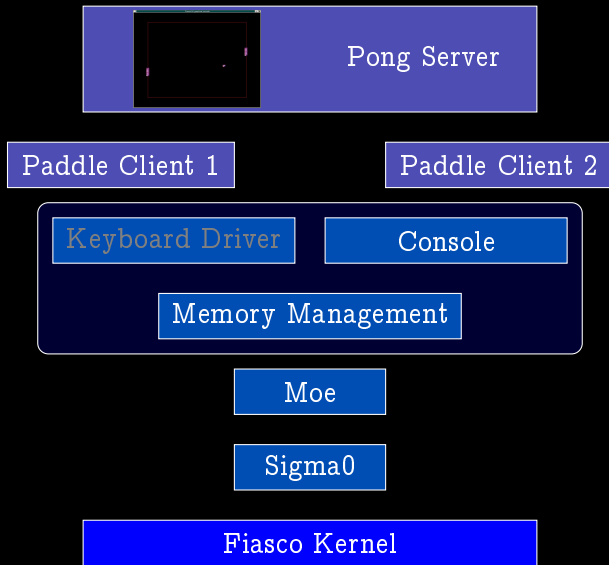 Pong Server
Paddle Client 1
Paddle Client 2
Keyboard Driver
Console
Memory Management
Moe
Sigma0
Fiasco Kernel